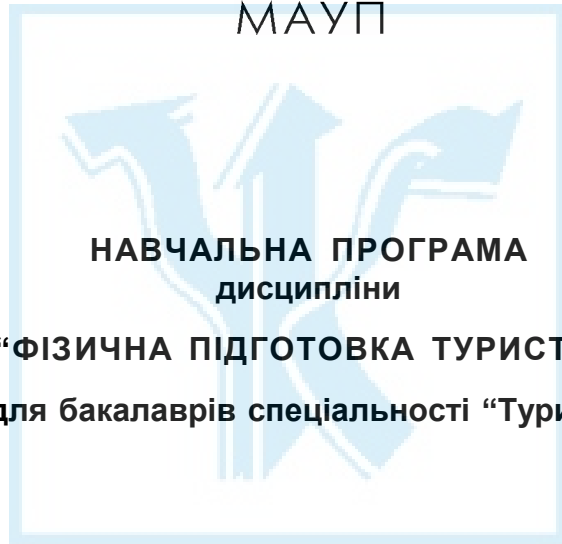 МАУП
НАВЧАЛЬНА ПРОГРАМА
дисципліни
“ФІЗИЧНА ПІДГОТОВКА ТУРИСТ
для бакалаврів спеціальності “Тури